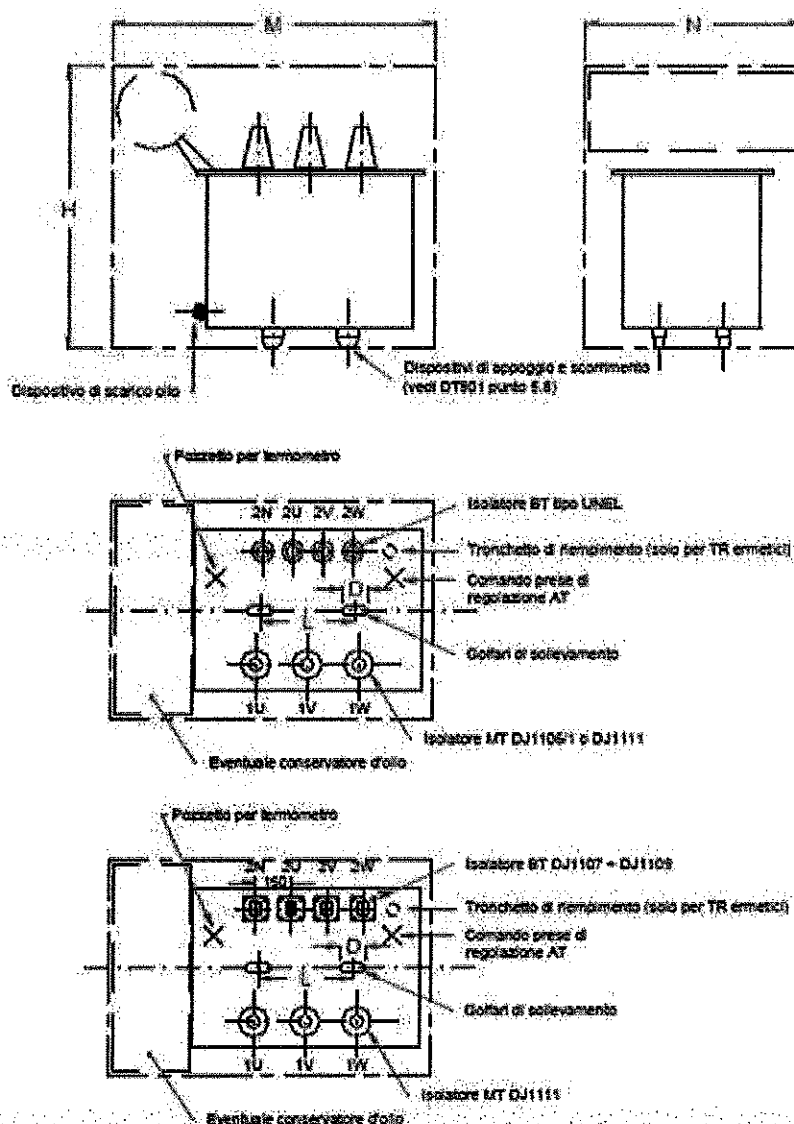 M
N
H
Dispositivo di scarico olio
Dispositivi di appoggio e scorrimento
(vedi DT901 punto 5.6)
Pozzetto per termometro
2N 2U 2V 2W
Isolatore BT tipo UNEL
Tronchetto di riempimento (solo per TR ermetici)
Comando prese di
regolazione AT
D
L
Golfari di sollevamento
1U 1V 1W
Isolatore MT DJ1106/1 o DJ1111
Eventuale conservatore d'olio
Pozzetto per termometro
2N 2U 2V 2W
150
Isolatore BT DJ1107 ÷ DJ1109
Tronchetto di riempimento (solo per TR ermetici)
Comando prese di
regolazione AT
D
L
Golfari di sollevamento
1U 1V 1W
Isolatore MT DJ1111
Eventuale conservatore d'olio